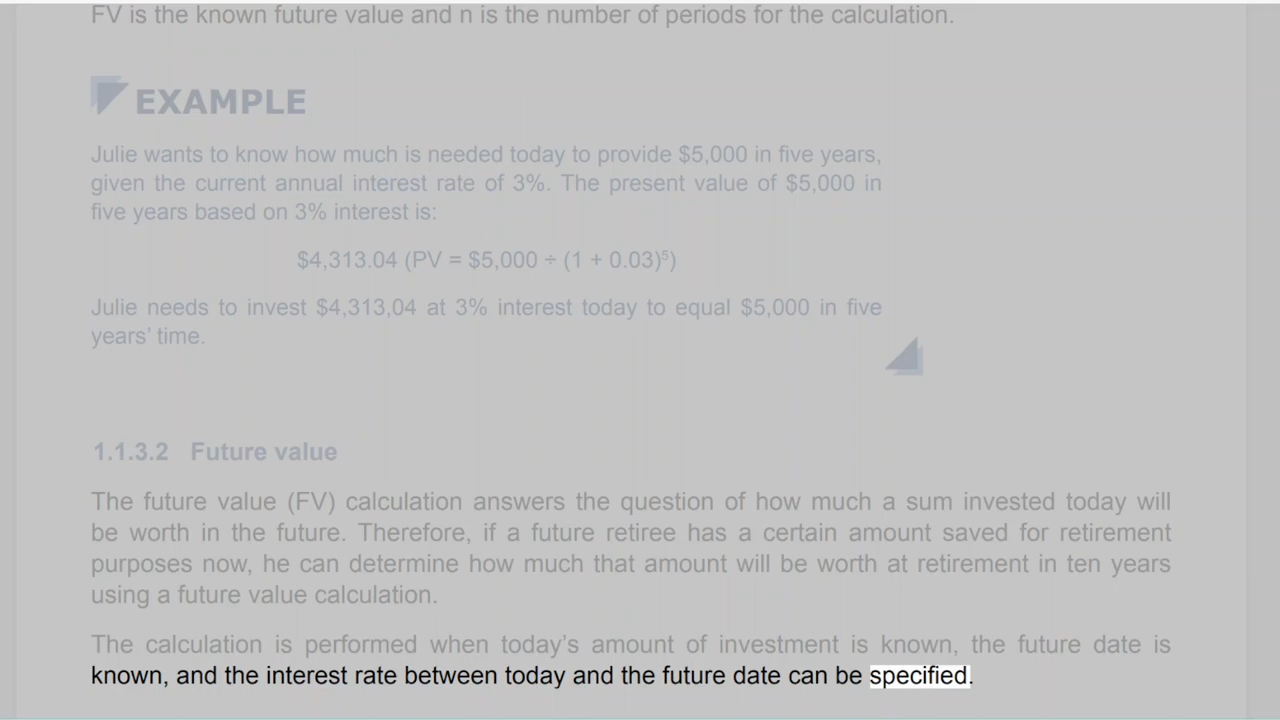 FV is the known future value and n is the number of periods for the calculation.
EXAMPLE
Julie wants to know how much is needed today to provide $5,000 in five years,
given the current annual interest rate of 3%. The present value of $5,000 in
five years based on 3% interest is:
$4,313.04 (PV = $5,000 ÷ (1 + 0.03)⁵)
Julie needs to invest $4,313,04 at 3% interest today to equal $5,000 in five
years’ time.
1.1.3.2 Future value
The future value (FV) calculation answers the question of how much a sum invested today will
be worth in the future. Therefore, if a future retiree has a certain amount saved for retirement
purposes now, he can determine how much that amount will be worth at retirement in ten years
using a future value calculation.
The calculation is performed when today’s amount of investment is known, the future date is
known, and the interest rate between today and the future date can be specified.